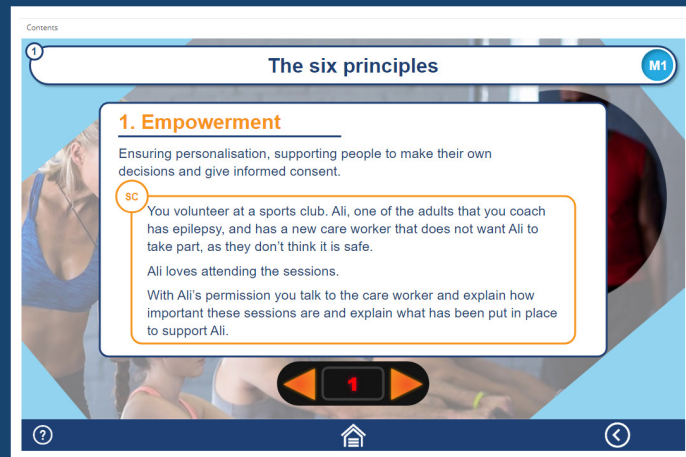 Contents
1
The six principles
M1
1. Empowerment
Ensuring personalisation, supporting people to make their own
decisions and give informed consent.
SC
You volunteer at a sports club. Ali, one of the adults that you coach
has epilepsy, and has a new care worker that does not want Ali to
take part, as they don't think it is safe.
Ali loves attending the sessions.
With Ali's permission you talk to the care worker and explain how
important these sessions are and explain what has been put in place
to support Ali.
1
?